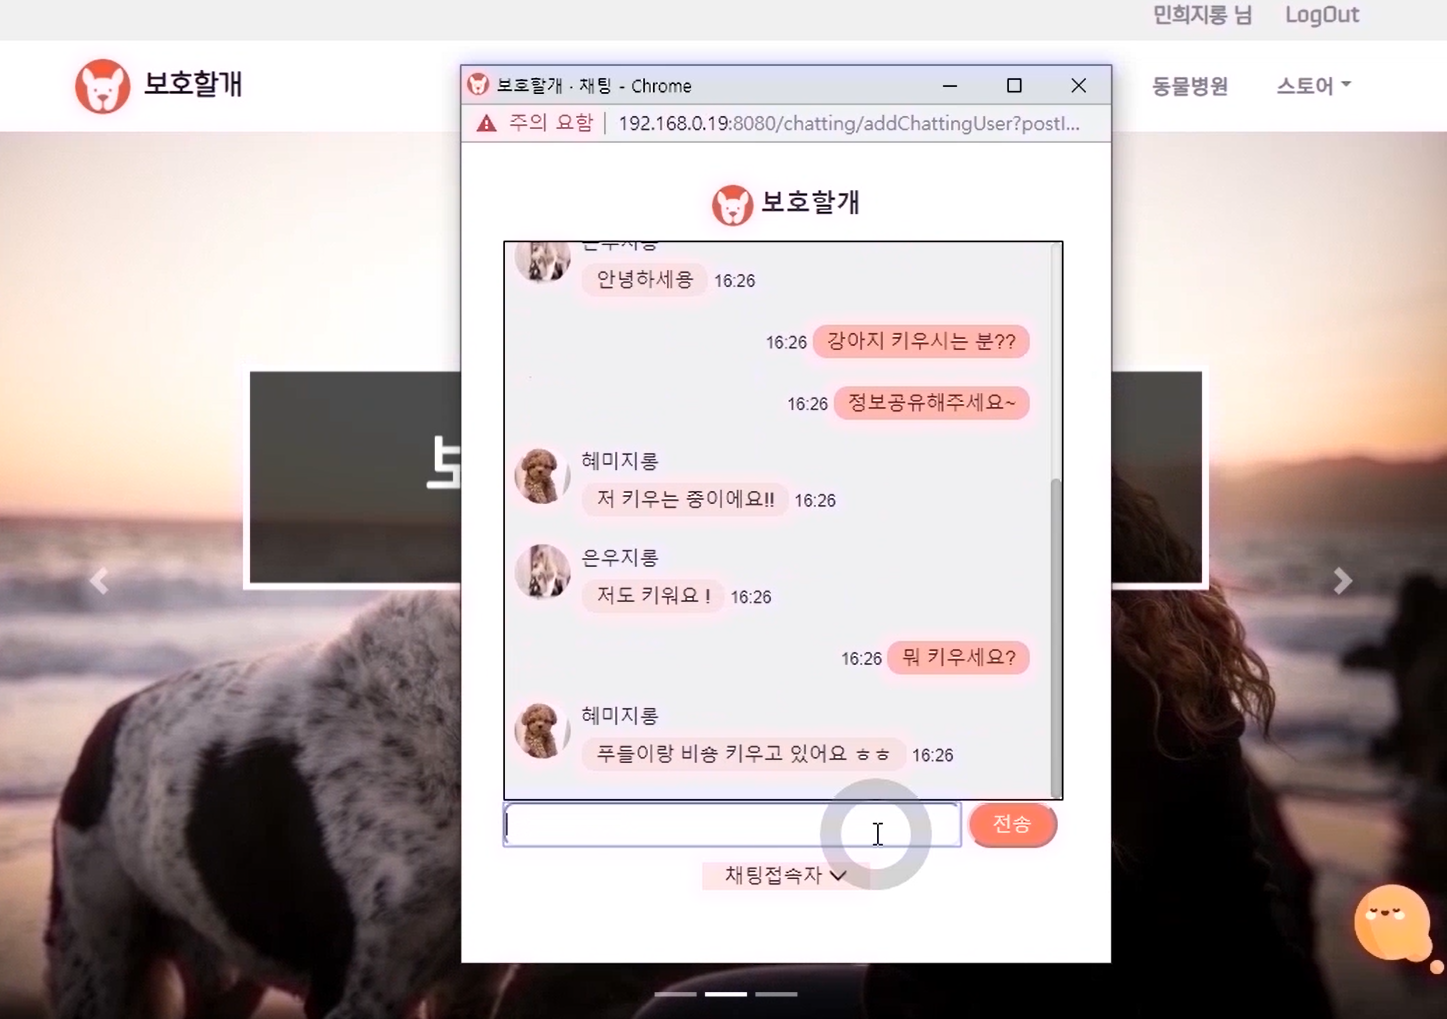 민희지롱 님 LogOut
보호할개
동물병원 스토어
보호할개 · 채팅 - Chrome
주의 요함 192.168.0.19:8080/chatting/addChattingUser?postI...
보호할개
은우지롱
안녕하세용 16:26
16:26 강아지 키우시는 분??
16:26 정보공유해주세요~
혜미지롱
저 키우는 중이에요!! 16:26
은우지롱
저도 키워요 ! 16:26
16:26 뭐 키우세요?
혜미지롱
푸들이랑 비숑 키우고 있어요 ㅎㅎ 16:26
전송
채팅접속자